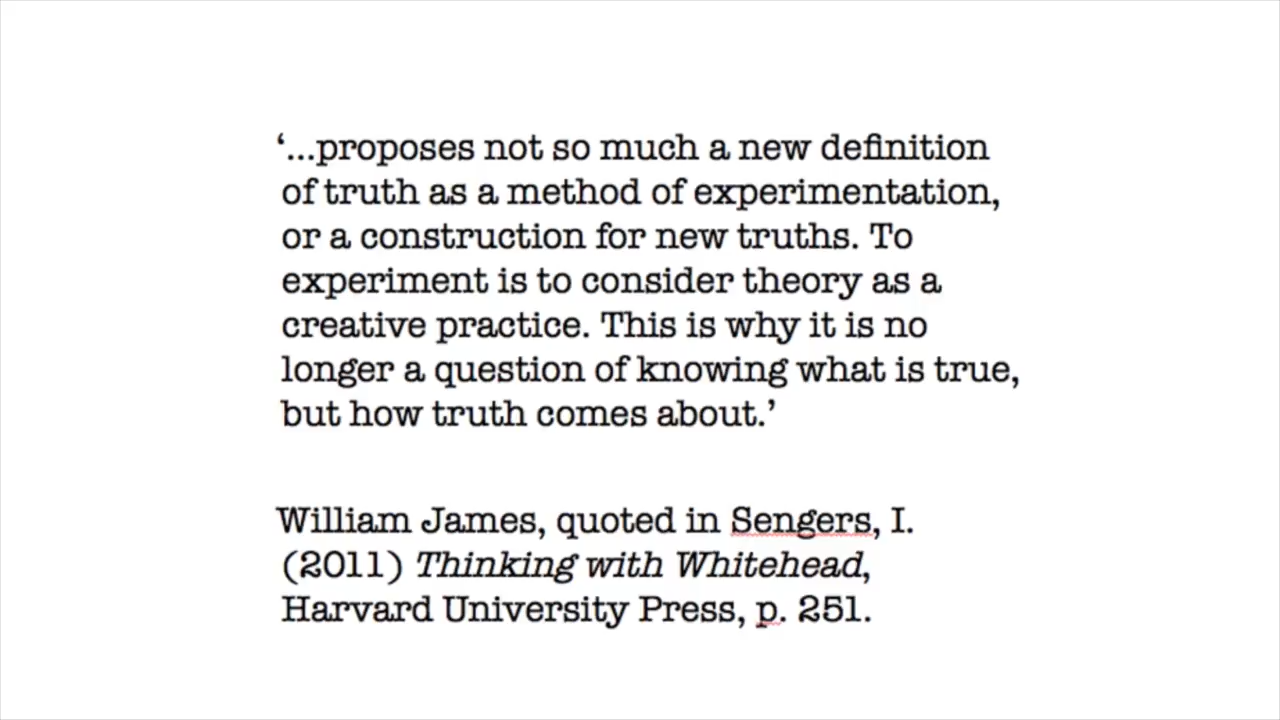 ‘...proposes not so much a new definition
of truth as a method of experimentation,
or a construction for new truths. To
experiment is to consider theory as a
creative practice. This is why it is no
longer a question of knowing what is true,
but how truth comes about.’
William James, quoted in Sengers, I.
(2011) Thinking with Whitehead,
Harvard University Press, p. 251.